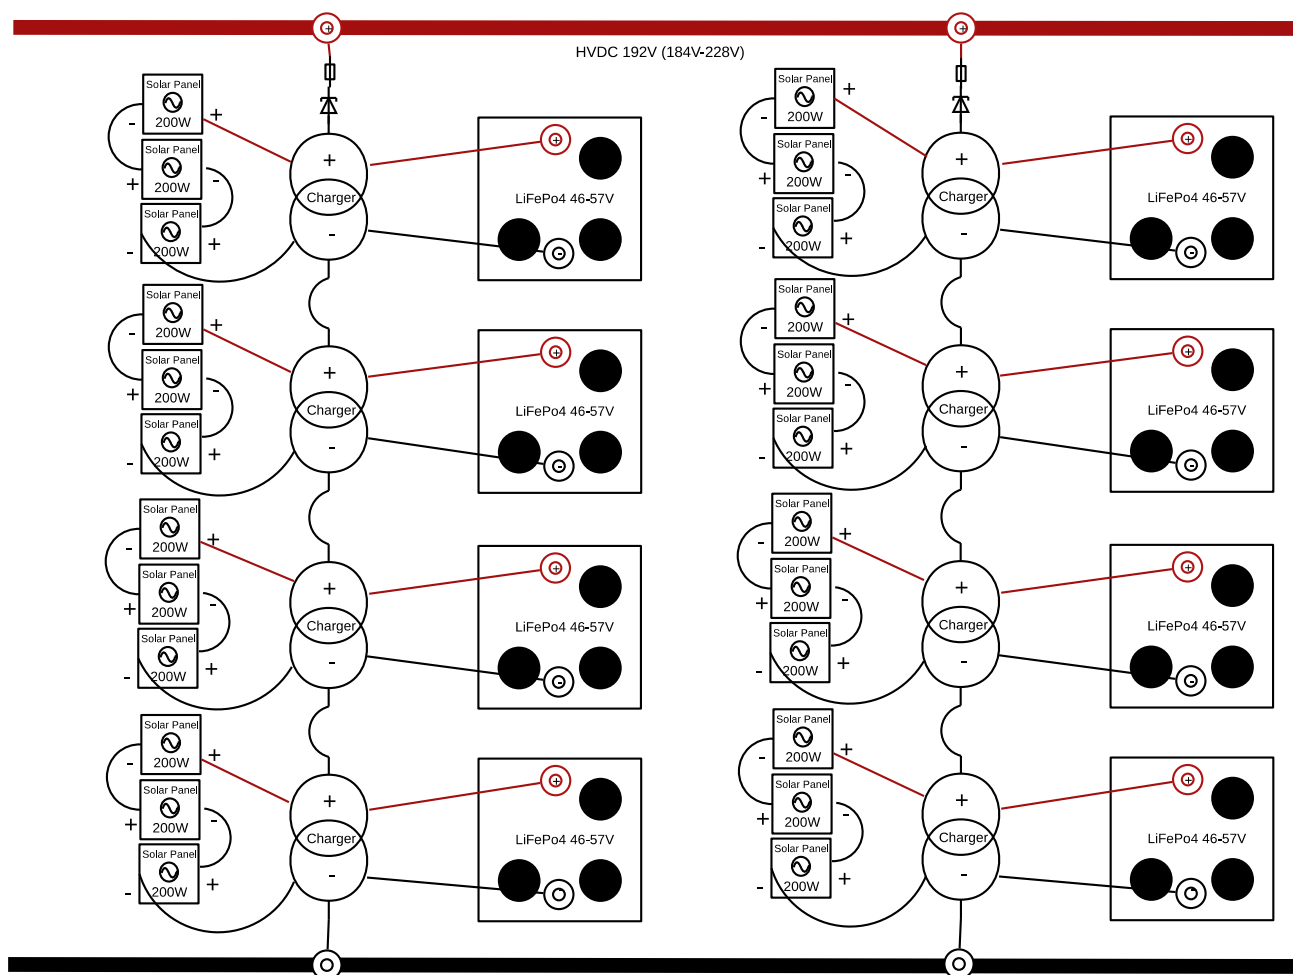 HVDC 192V (184V-228V)
Solar Panel
200W
+
-
Solar Panel
200W
+
-
Solar Panel
200W
+
-
+
Charger
-
+
LiFePo4 46-57V
-
Solar Panel
200W
+
-
Solar Panel
200W
+
-
Solar Panel
200W
+
-
+
Charger
-
+
LiFePo4 46-57V
-
Solar Panel
200W
+
-
Solar Panel
200W
+
-
Solar Panel
200W
+
-
+
Charger
-
+
LiFePo4 46-57V
-
Solar Panel
200W
+
-
Solar Panel
200W
+
-
Solar Panel
200W
+
-
+
Charger
-
+
LiFePo4 46-57V
Solar Panel
200W
+
-
Solar Panel
200W
+
-
Solar Panel
200W
+
-
+
Charger
-
+
LiFePo4 46-57V
-
Solar Panel
200W
+
-
Solar Panel
200W
+
-
Solar Panel
200W
+
-
+
Charger
-
+
LiFePo4 46-57V
-
Solar Panel
200W
+
-
Solar Panel
200W
+
-
Solar Panel
200W
+
-
+
Charger
-
+
LiFePo4 46-57V
-
Solar Panel
200W
+
-
Solar Panel
200W
+
-
Solar Panel
200W
+
-
+
Charger
-
+
LiFePo4 46-57V
-